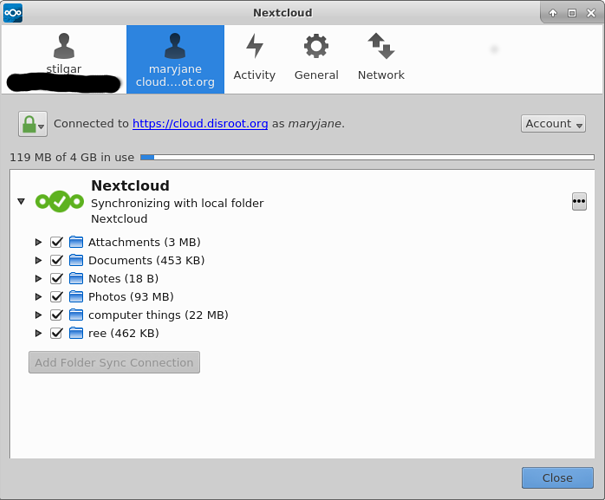 Nextcloud
stilgar
maryjane
cloud....ot.org
Activity
General
Network
Connected to https://cloud.disroot.org as maryjane.
Account
119 MB of 4 GB in use
Nextcloud
Synchronizing with local folder
Nextcloud
Attachments (3 MB)
Documents (453 KB)
Notes (18 B)
Photos (93 MB)
computer things (22 MB)
ree (462 KB)
Add Folder Sync Connection
Close